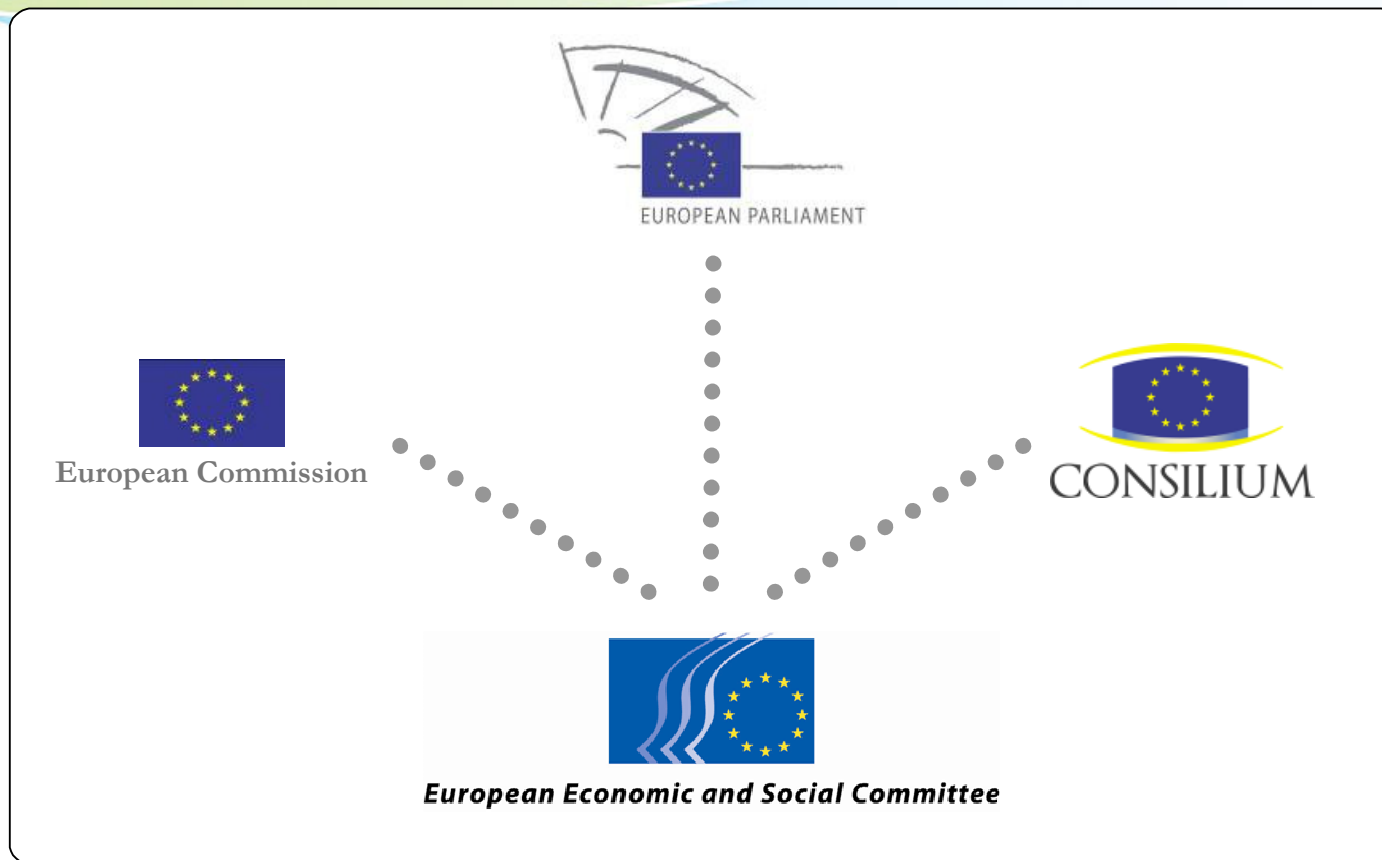 EUROPEAN PARLIAMENT
European Commission
CONSILIUM
European Economic and Social Committee